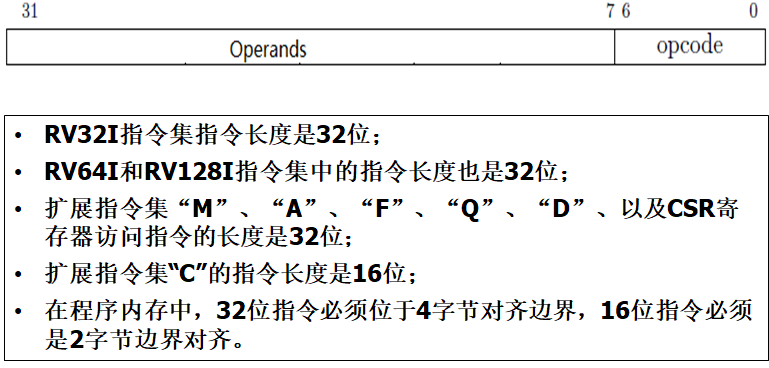 31 7 6 0
Operands opcode
• RV32I指令集指令长度是32位；
• RV64I和RV128I指令集中的指令长度也是32位；
• 扩展指令集“M”、“A”、“F”、“Q”、“D”、以及CSR寄
存器访问指令的长度是32位；
• 扩展指令集“C”的指令长度是16位；
• 在程序内存中，32位指令必须位于4字节对齐边界，16位指令必须
是2字节边界对齐。